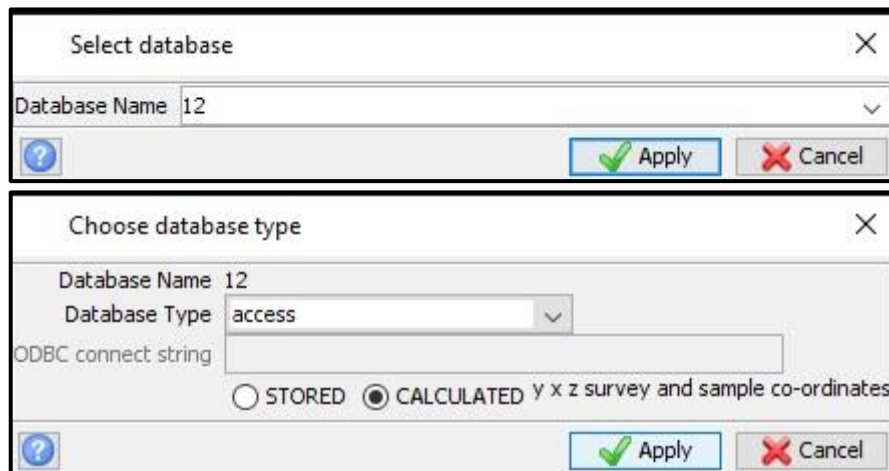 Select database
Database Name 12
Apply Cancel
Choose database type
Database Name 12
Database Type access
ODBC connect string
STORED CALCULATED y x z survey and sample co-ordinates
Apply Cancel